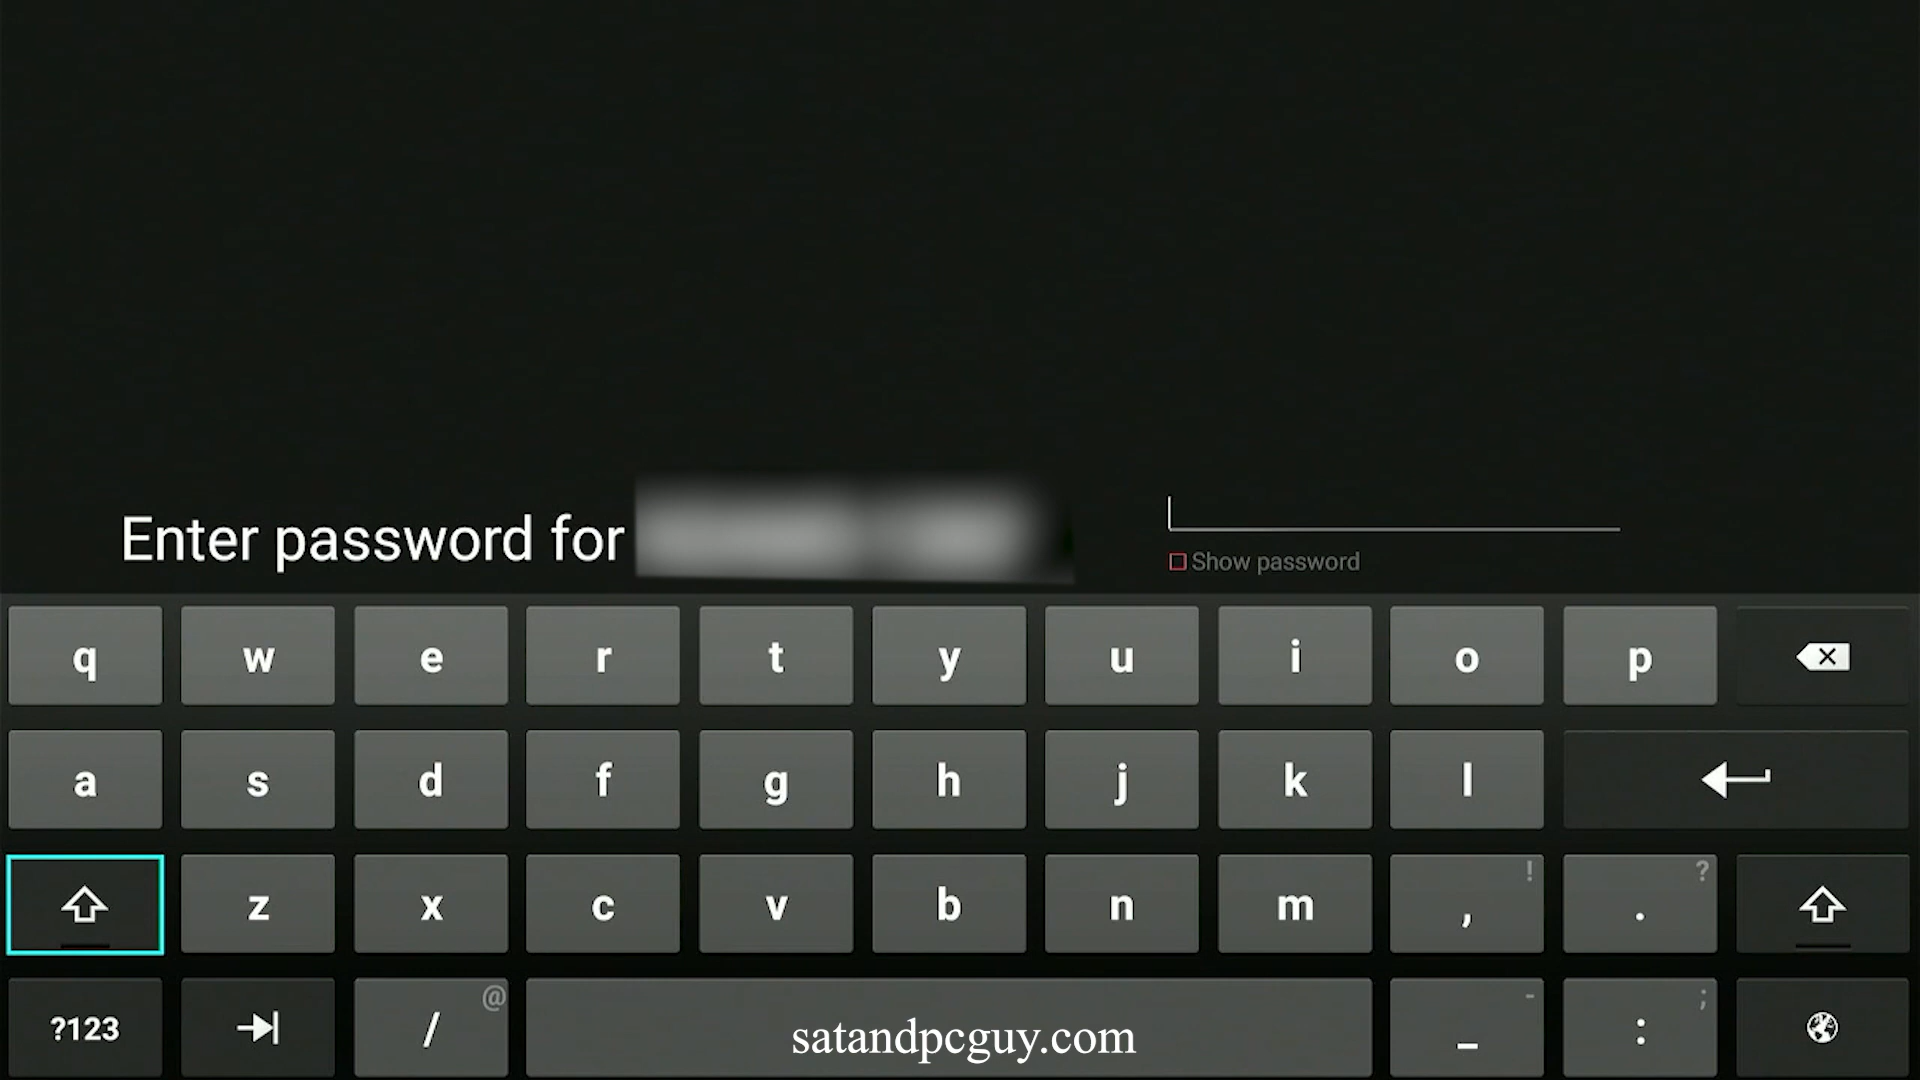 Enter password for
Show password
q w e r t y u i o p
a s d f g h j k l
z x c v b n m , ! . ?
?123 / @ _ - : ;
satandpcguy.com